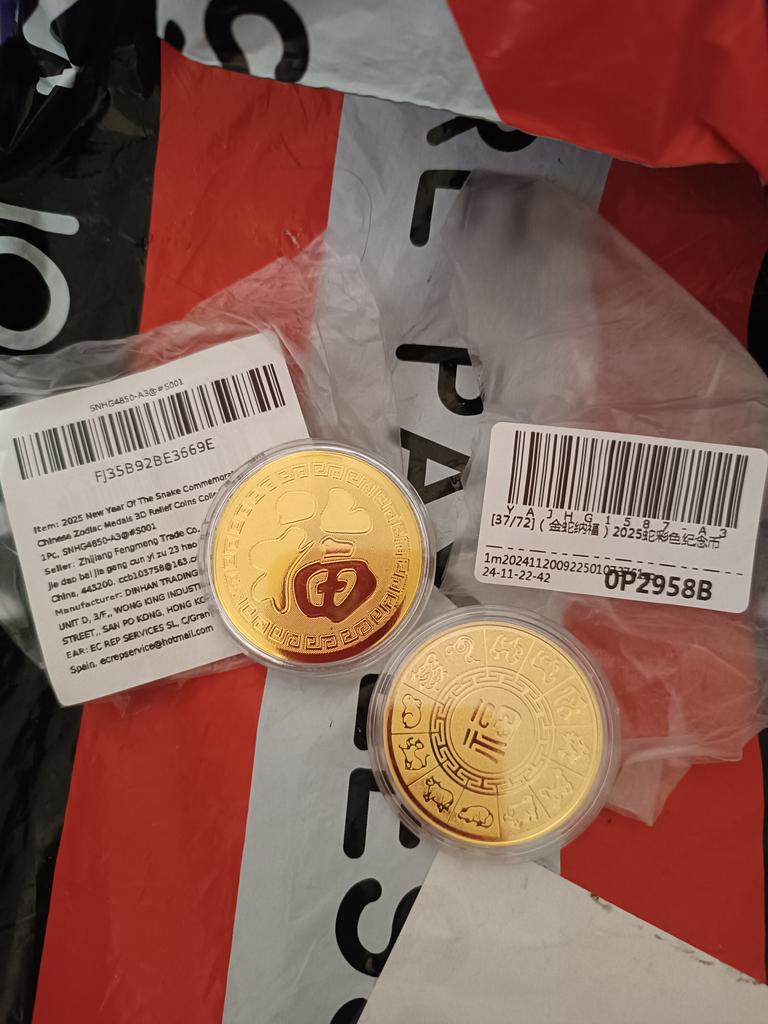 SNHG4850-A3@#S001
FJ35B92BE3669E
Item: 2025 New Year Of The Snake Commemora
Chinese Zodiac Medals 3D Relief Coins Colle
1Pc. SNHG4850-A3@#S001
Seller: Zhijiang Fengmeng Trade Co.
jie dao bei jia gang cun yi zu 23 hao
China, 443200. ccb103758@163.c
Manufacturer: DINHAN TRADING
UNIT D, 3/F., WONG KING INDUSTR
STREET,, SAN PO KONG, HONG KO
EAR: EC REP SERVICES SL, C/Gran
Spain. ecrepservice@hotmail.com
YAJHG1587-A3
[37/72] ( 金蛇纳福 ) 2025蛇彩色纪念币
24-11-22-42
0P2958B
福